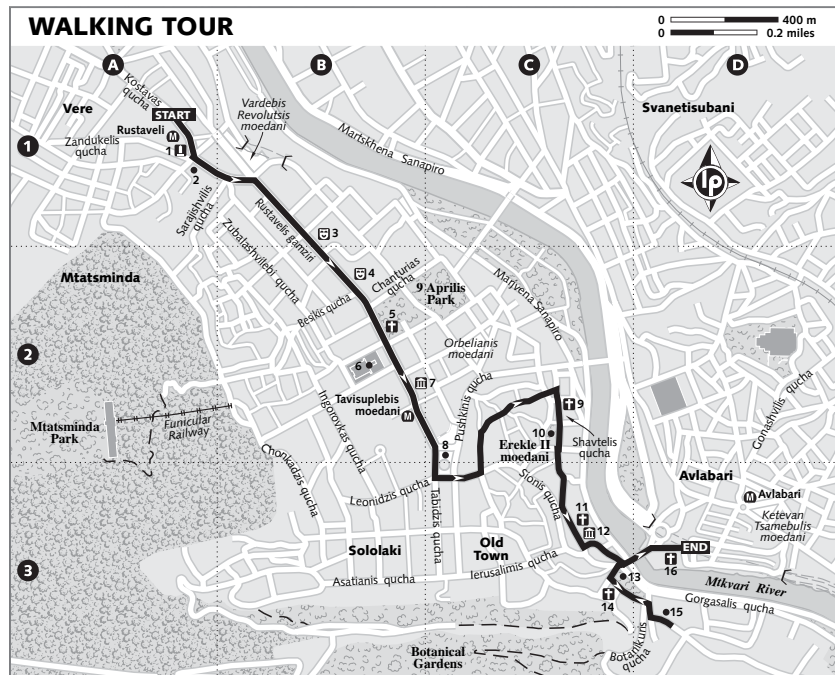 WALKING TOUR
0 400 m
0 0.2 miles
A
B
C
D
Kostavas
qucha
Vere
START
Rustaveli
M
Zandukelis
qucha
1
1
2
Vardebis
Revolutsis
moedani
Martskhena Sanapiro
Svanetisubani
lp
Sarajishvilis
qucha
Rustavelis gamziri
3
Zubalashvilebi qucha
4
Mtatsminda
Chanturias
qucha
9 Aprilis
Park
Marjvena Sanapiro
Besikis qucha
5
Orbelianis
moedani
2
6
7
Tavisuplebis
moedani
M
Pushkinis qucha
9
Gonashvilis qucha
Mtatsminda
Park
Funicular
Railway
Ingorovkas qucha
8
10
Erekle II
moedani
Shavtelis
qucha
Chonkadzis qucha
Leonidzis qucha
Tabidzis qucha
Sionis qucha
Avlabari
M
Avlabari
Ketevan
Tsamebulis
moedani
11
12
Sololaki
Old
Town
END
16
3
Asatianis qucha
Ierusalimis qucha
13
Mtkvari River
14
Gorgasalis qucha
15
Botanikuris
qucha
Botanical
Gardens